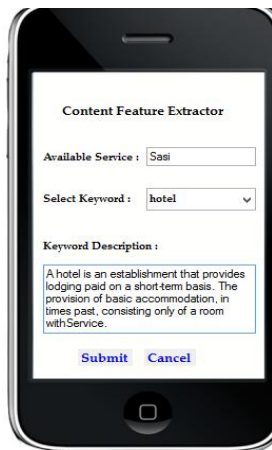 Content Feature Extractor
Available Service : Sasi
Select Keyword : hotel
Keyword Description :
A hotel is an establishment that provides
lodging paid on a short-term basis. The
provision of basic accommodation, in
times past, consisting only of a room
withService.
Submit Cancel